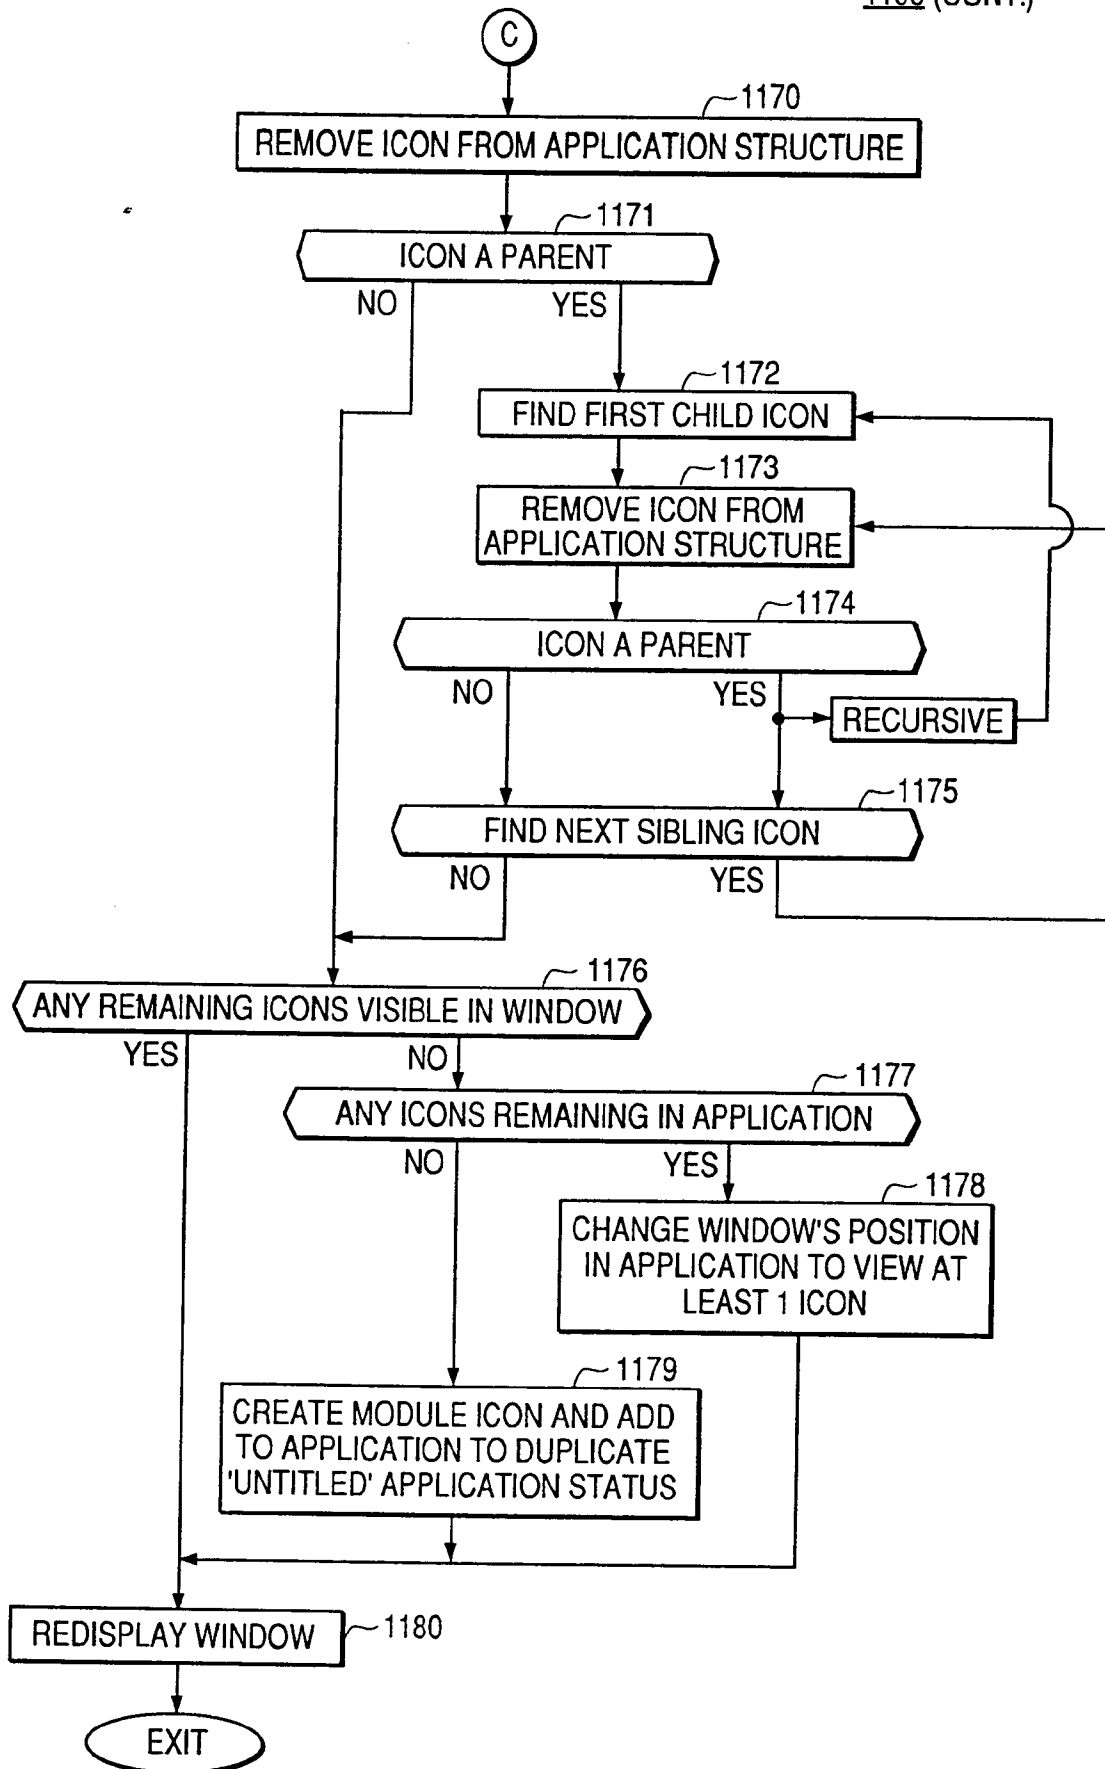 (CONT.)
C
1170
REMOVE ICON FROM APPLICATION STRUCTURE
1171
ICON A PARENT
NO
YES
1172
FIND FIRST CHILD ICON
1173
REMOVE ICON FROM
APPLICATION STRUCTURE
1174
ICON A PARENT
NO
YES
RECURSIVE
1175
FIND NEXT SIBLING ICON
NO
YES
1176
ANY REMAINING ICONS VISIBLE IN WINDOW
YES
NO
1177
ANY ICONS REMAINING IN APPLICATION
NO
YES
1178
CHANGE WINDOW'S POSITION
IN APPLICATION TO VIEW AT
LEAST 1 ICON
1179
CREATE MODULE ICON AND ADD
TO APPLICATION TO DUPLICATE
'UNTITLED' APPLICATION STATUS
REDISPLAY WINDOW
1180
EXIT